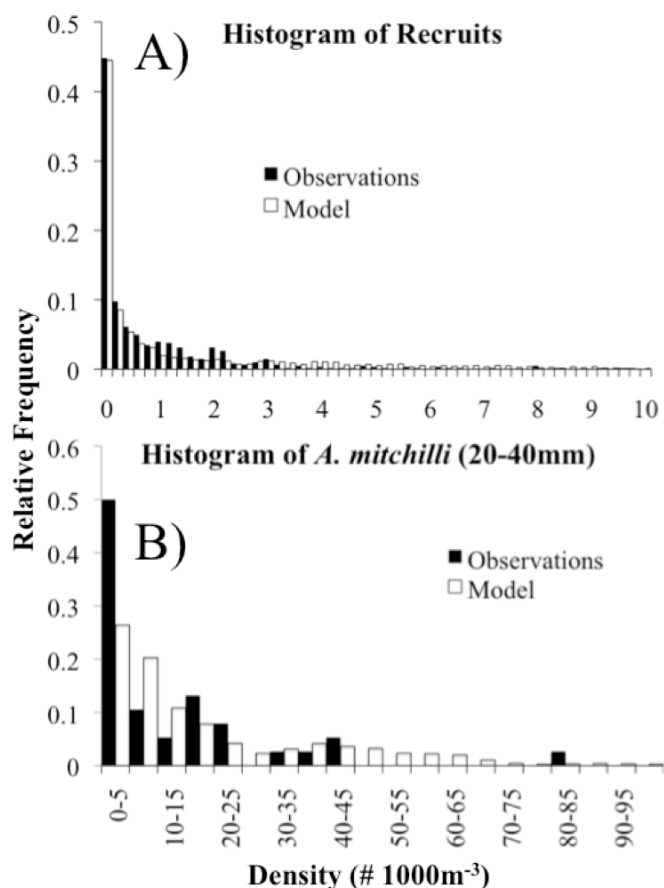 A)
Histogram of Recruits
0.5
0.4
0.3
0.2
0.1
0
Observations
Model
0 1 2 3 4 5 6 7 8 9 10
Relative Frequency
Histogram of A. mitchilli (20-40mm)
B)
0.6
0.5
0.4
0.3
0.2
0.1
0
Observations
Model
0-5 10-15 20-25 30-35 40-45 50-55 60-65 70-75 80-85 90-95
Density (# 1000m⁻³)